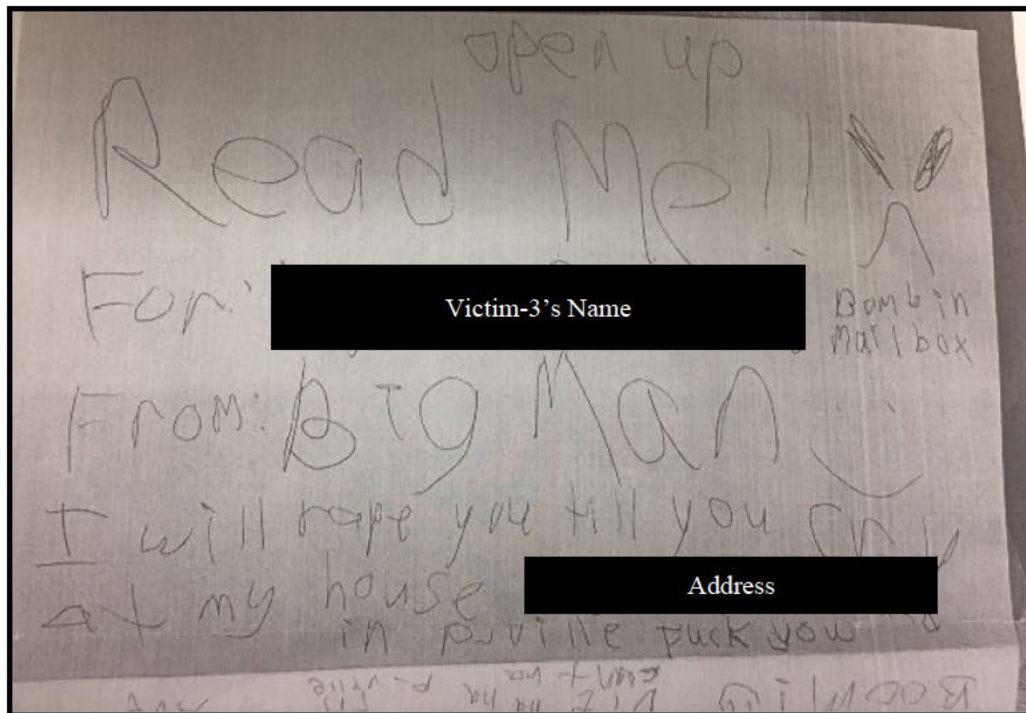 open up
Read Me!!
For:
Victim-3's Name
Bomb in
Mailbox
From: Big Man
I will rape you till you cry
at my house
Address
in p-ville fuck you